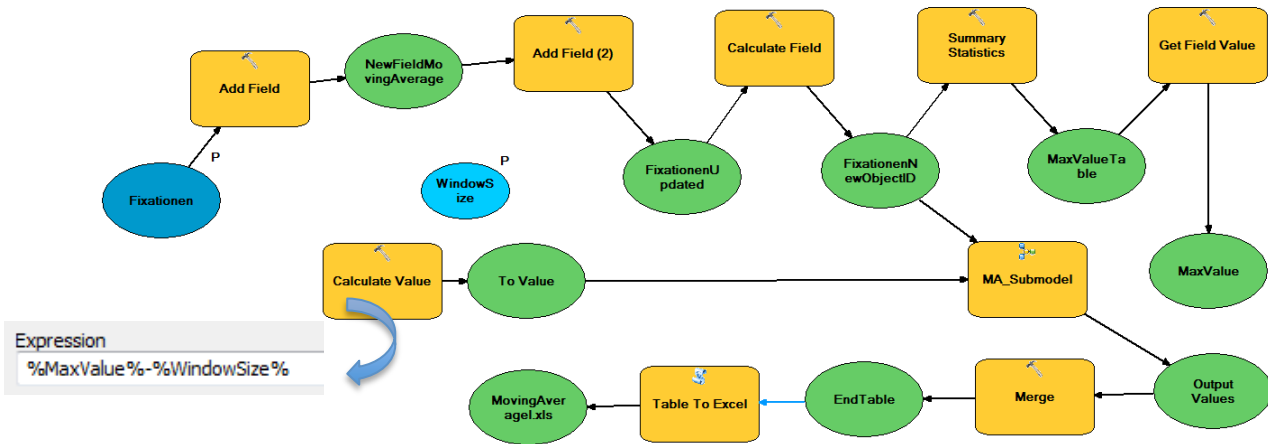 Add Field
NewFieldMo
vingAverage
Add Field (2)
Calculate Field
Summary
Statistics
Get Field Value
P
Fixationen
P
WindowS
ize
FixationenU
pdated
FixationenN
ewObjectID
MaxValueTa
ble
MaxValue
Calculate Value
To Value
MA_Submodel
Expression
%MaxValue%-%WindowSize%
MovingAver
ageI.xls
Table To Excel
EndTable
Merge
Output
Values